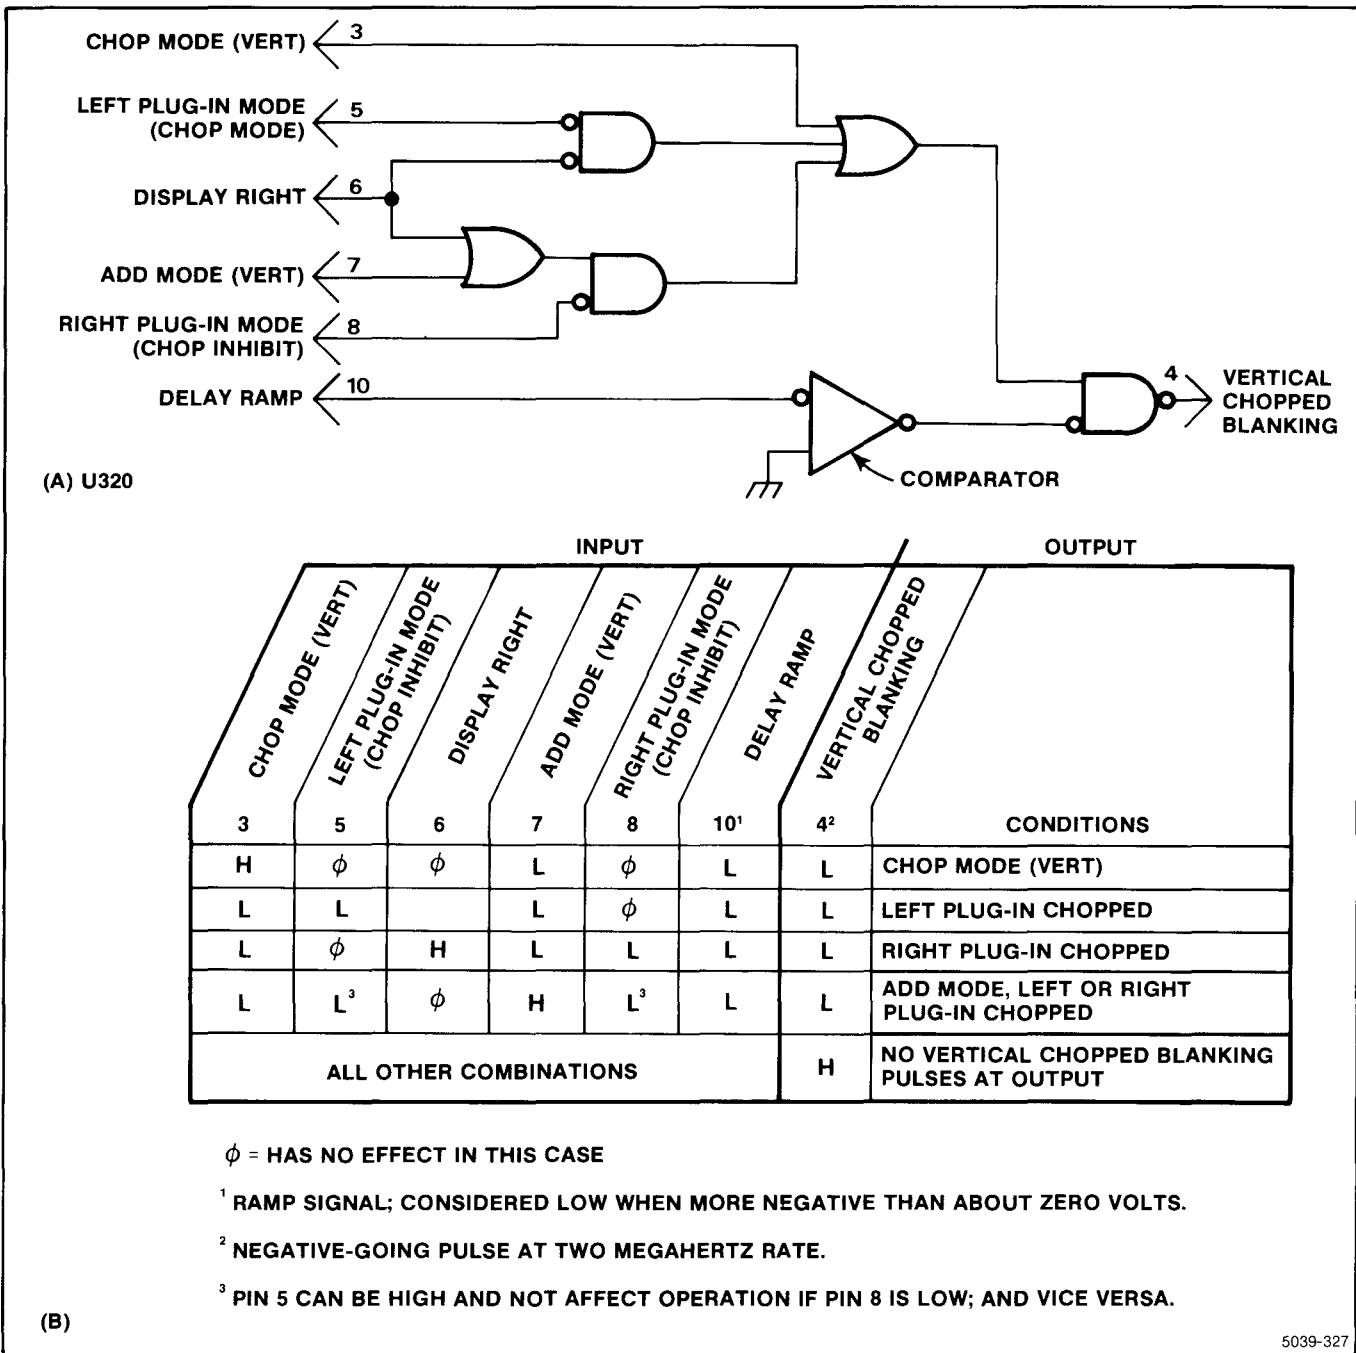 CHOP MODE (VERT) 3
LEFT PLUG-IN MODE
(CHOP MODE) 5
DISPLAY RIGHT 6
ADD MODE (VERT) 7
RIGHT PLUG-IN MODE
(CHOP INHIBIT) 8
DELAY RAMP 10
4 VERTICAL
CHOPPED
BLANKING
COMPARATOR
(A) U320
INPUT OUTPUT
CHOP MODE (VERT)
LEFT PLUG-IN MODE
(CHOP INHIBIT)
DISPLAY RIGHT
ADD MODE (VERT)
RIGHT PLUG-IN MODE
(CHOP INHIBIT)
DELAY RAMP
VERTICAL CHOPPED
BLANKING
3 5 6 7 8 10¹ 4² CONDITIONS
H ϕ ϕ L ϕ L L CHOP MODE (VERT)
L L L ϕ L L LEFT PLUG-IN CHOPPED
L ϕ H L L L L RIGHT PLUG-IN CHOPPED
L L³ ϕ H L³ L L ADD MODE, LEFT OR RIGHT
PLUG-IN CHOPPED
ALL OTHER COMBINATIONS H NO VERTICAL CHOPPED BLANKING
PULSES AT OUTPUT
ϕ = HAS NO EFFECT IN THIS CASE
¹ RAMP SIGNAL; CONSIDERED LOW WHEN MORE NEGATIVE THAN ABOUT ZERO VOLTS.
² NEGATIVE-GOING PULSE AT TWO MEGAHERTZ RATE.
³ PIN 5 CAN BE HIGH AND NOT AFFECT OPERATION IF PIN 8 IS LOW; AND VICE VERSA.
(B)
5039-327